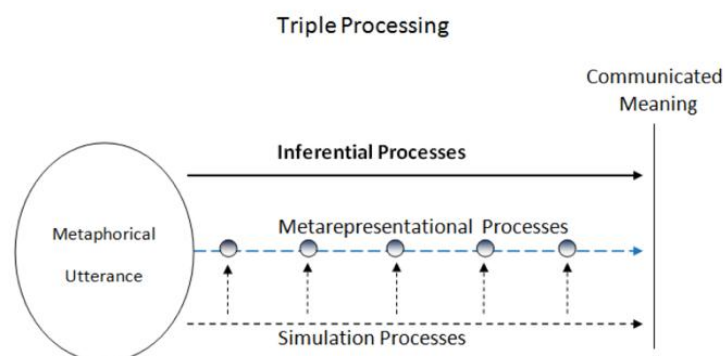 Triple Processing
Communicated
Meaning
Inferential Processes
Metaphorical
Utterance
Metarepresentational Processes
Simulation Processes